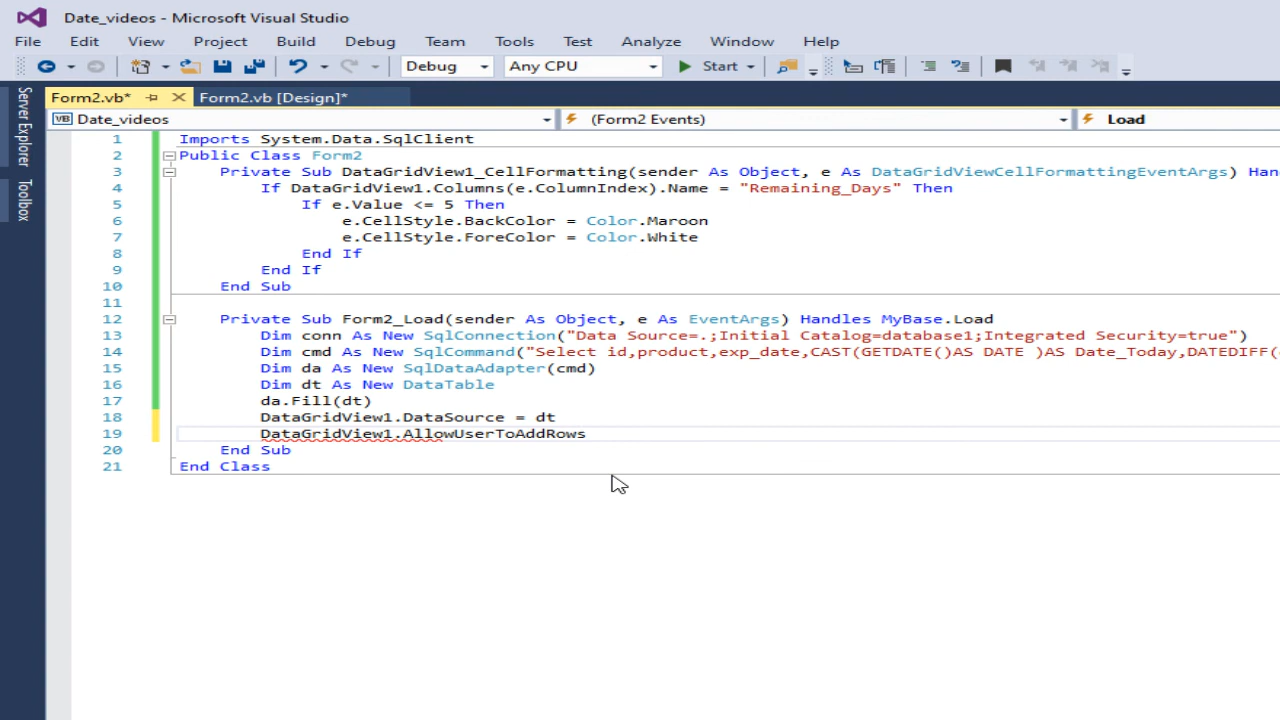 Date_videos - Microsoft Visual Studio
File Edit View Project Build Debug Team Tools Test Analyze Window Help
Debug Any CPU Start
Server Explorer
Toolbox
Form2.vb* Form2.vb [Design]*
VB Date_videos (Form2 Events) Load
1 Imports System.Data.SqlClient
2 Public Class Form2
3 Private Sub DataGridView1_CellFormatting(sender As Object, e As DataGridViewCellFormattingEventArgs) Han
4 If DataGridView1.Columns(e.ColumnIndex).Name = "Remaining_Days" Then
5 If e.Value <= 5 Then
6 e.CellStyle.BackColor = Color.Maroon
7 e.CellStyle.ForeColor = Color.White
8 End If
9 End If
10 End Sub
11
12 Private Sub Form2_Load(sender As Object, e As EventArgs) Handles MyBase.Load
13 Dim conn As New SqlConnection("Data Source=.;Initial Catalog=database1;Integrated Security=true")
14 Dim cmd As New SqlCommand("Select id,product,exp_date,CAST(GETDATE()AS DATE )AS Date_Today,DATEDIFF(
15 Dim da As New SqlDataAdapter(cmd)
16 Dim dt As New DataTable
17 da.Fill(dt)
18 DataGridView1.DataSource = dt
19 DataGridView1.AllowUserToAddRows
20 End Sub
21 End Class